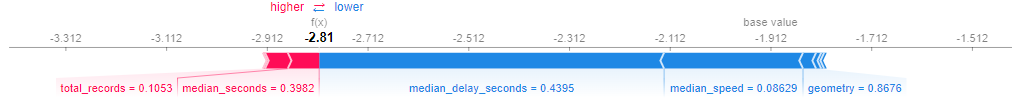 higher ⇄ lower
f(x) base value
-3.312 -3.112 -2.912 -2.81 -2.712 -2.512 -2.312 -2.112 -1.912 -1.712 -1.512
total_records = 0.1053 median_seconds = 0.3982 median_delay_seconds = 0.4395 median_speed = 0.08629 geometry = 0.8676